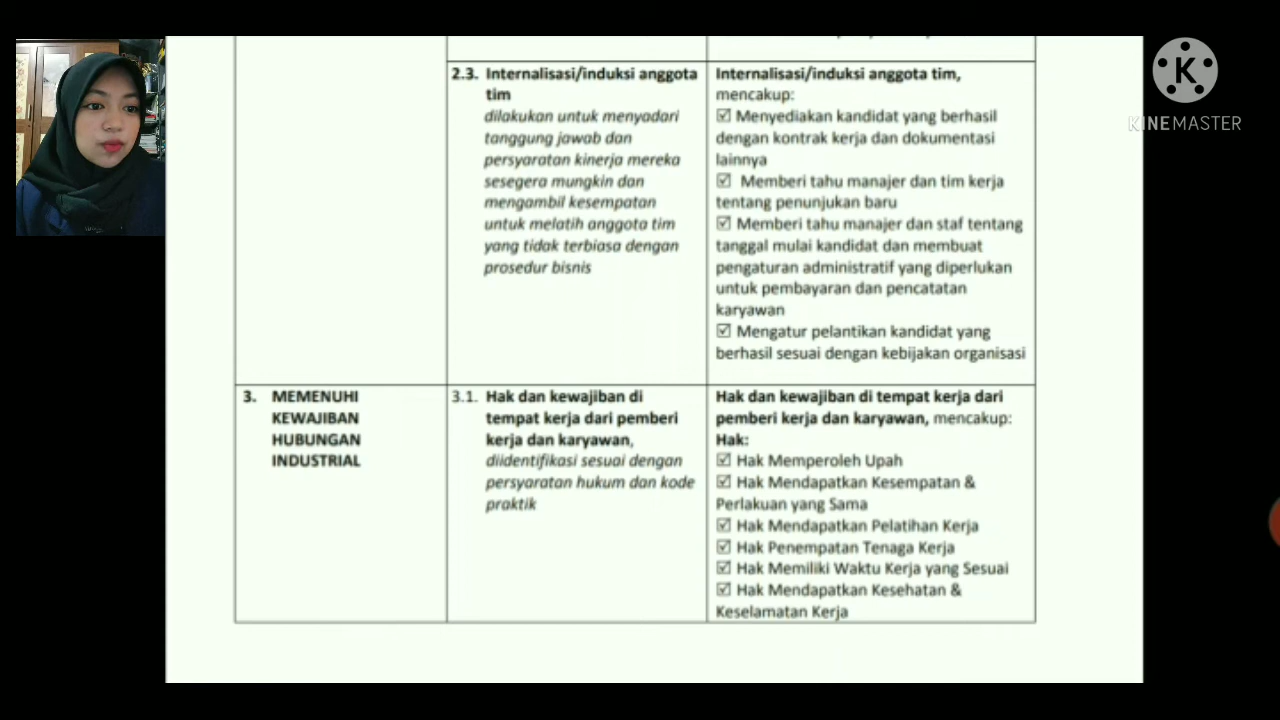 2.3. Internalisasi/induksi anggota
tim
dilakukan untuk menyadari
tanggung jawab dan
persyaratan kinerja mereka
sesegera mungkin dan
mengambil kesempatan
untuk melatih anggota tim
yang tidak terbiasa dengan
prosedur bisnis
Internalisasi/induksi anggota tim,
mencakup:
☑ Menyediakan kandidat yang berhasil
dengan kontrak kerja dan dokumentasi
lainnya
☑ Memberi tahu manajer dan tim kerja
tentang penunjukan baru
☑ Memberi tahu manajer dan staf tentang
tanggal mulai kandidat dan membuat
pengaturan administratif yang diperlukan
untuk pembayaran dan pencatatan
karyawan
☑ Mengatur pelantikan kandidat yang
berhasil sesuai dengan kebijakan organisasi
3. MEMENUHI
KEWAJIBAN
HUBUNGAN
INDUSTRIAL
3.1. Hak dan kewajiban di
tempat kerja dari pemberi
kerja dan karyawan,
diidentifikasi sesuai dengan
persyaratan hukum dan kode
praktik
Hak dan kewajiban di tempat kerja dari
pemberi kerja dan karyawan, mencakup:
Hak:
☑ Hak Memperoleh Upah
☑ Hak Mendapatkan Kesempatan &
Perlakuan yang Sama
☑ Hak Mendapatkan Pelatihan Kerja
☑ Hak Penempatan Tenaga Kerja
☑ Hak Memiliki Waktu Kerja yang Sesuai
☑ Hak Mendapatkan Kesehatan &
Keselamatan Kerja
K
KINEMASTER